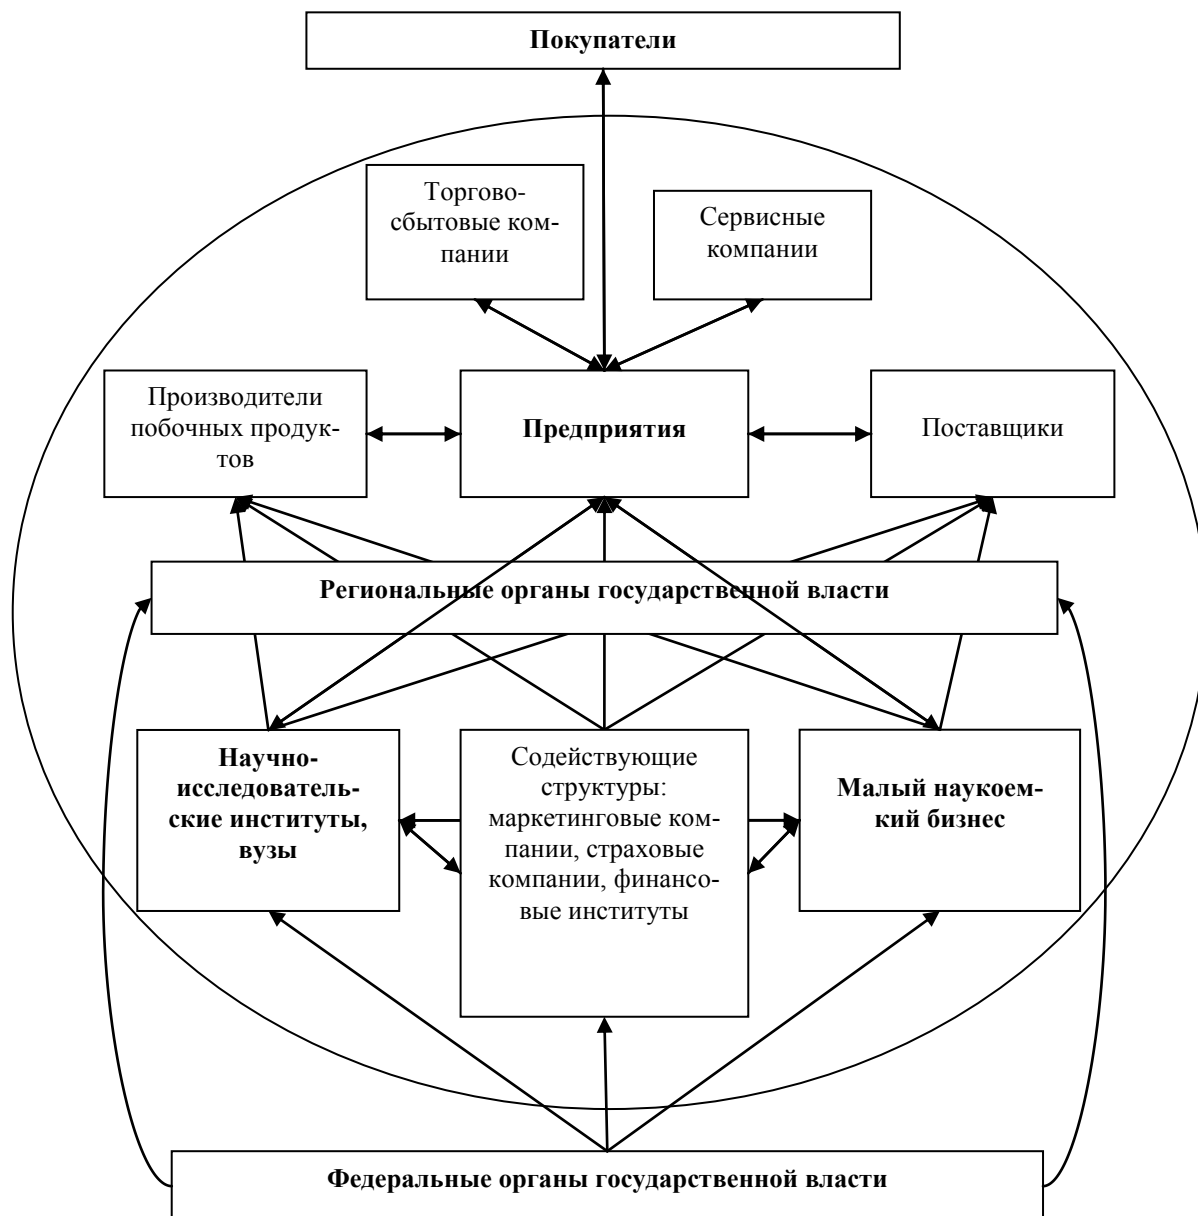 Покупатели
Торгово-
сбытовые ком-
пании
Сервисные
компании
Производители
побочных продук-
тов
Предприятия
Поставщики
Региональные органы государственной власти
Научно-
исследователь-
ские институты,
вузы
Содействующие
структуры:
маркетинговые ком-
пании, страховые
компании, финансо-
вые институты
Малый наукоем-
кий бизнес
Федеральные органы государственной власти